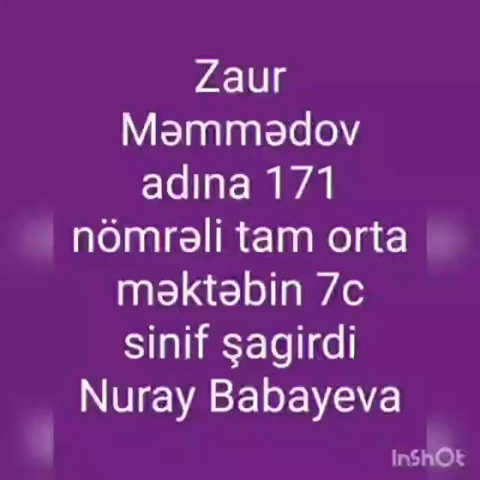 Zaur
Məmmədov
adına 171
nömrəli tam orta
məktəbin 7c
sinif şagirdi
Nuray Babayeva
InShOt